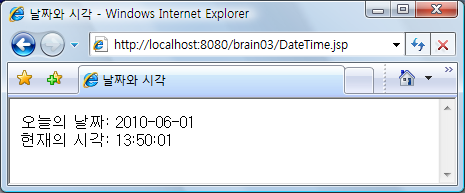 날짜와 시각 - Windows Internet Explorer
http://localhost:8080/brain03/DateTime.jsp
날짜와 시각
오늘의 날짜: 2010-06-01
현재의 시각: 13:50:01